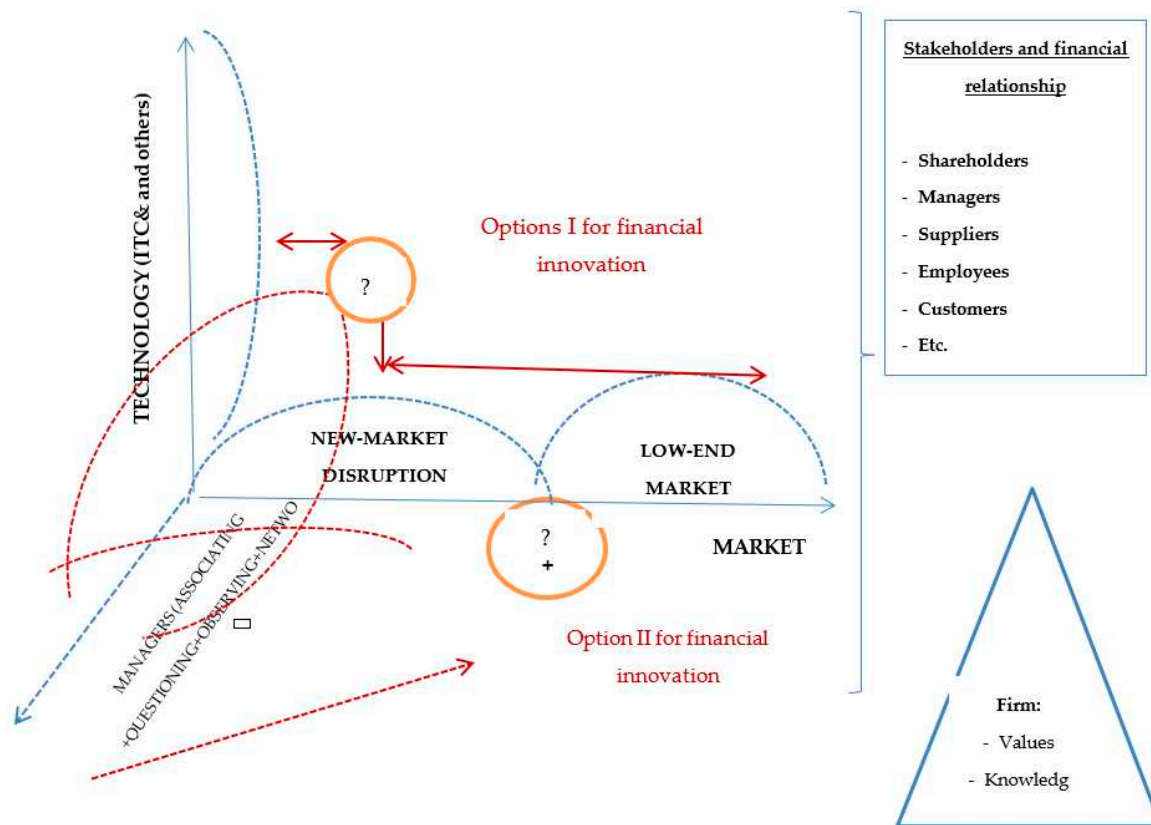 TECHNOLOGY (ITC& and others)
Options I for financial
innovation
?
NEW-MARKET
DISRUPTION
LOW-END
MARKET
MARKET
?
+
MANAGERS (ASSOCIATING
+QUESTIONING+OBSERVING+NETWO
Option II for financial
innovation
Stakeholders and financial
relationship
- Shareholders
- Managers
- Suppliers
- Employees
- Customers
- Etc.
Firm:
- Values
- Knowledg